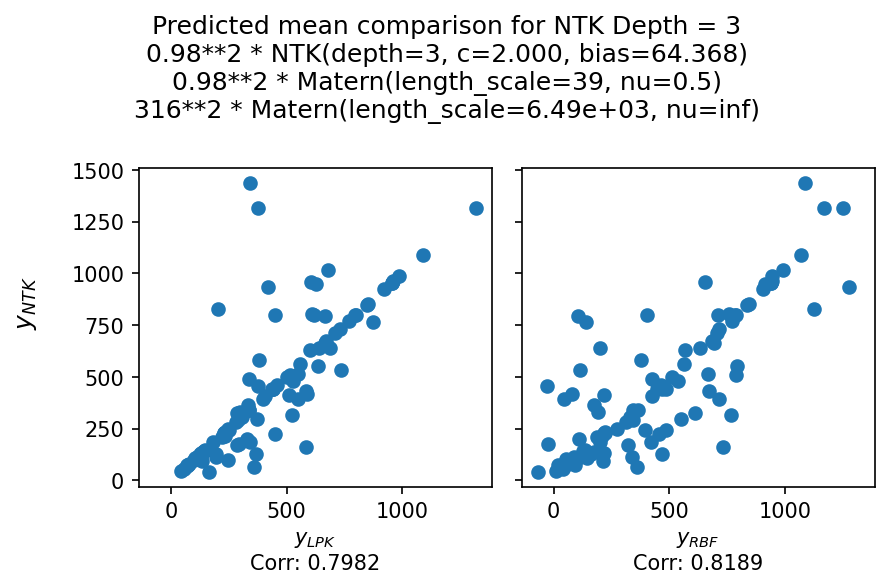 Predicted mean comparison for NTK Depth = 3
0.98**2 * NTK(depth=3, c=2.000, bias=64.368)
0.98**2 * Matern(length_scale=39, nu=0.5)
316**2 * Matern(length_scale=6.49e+03, nu=inf)
1500
1250
1000
750
500
250
0
y_NTK
0 500 1000
0 500 1000
y_LPK
Corr: 0.7982
y_RBF
Corr: 0.8189